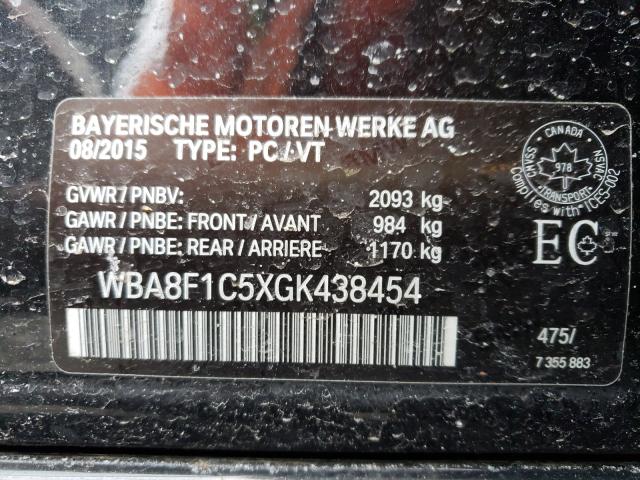 BAYERISCHE MOTOREN WERKE AG
08/2015 TYPE: PC / VT
GVWR / PNBV: 2093 kg
GAWR / PNBE: FRONT / AVANT 984 kg
GAWR / PNBE: REAR / ARRIERE 1170 kg
WBA8F1C5XGK438454
CANADA
NSVAC
MVSS
978
TRANSPORT
Complies with ICES-002
EC
475/
7 355 883